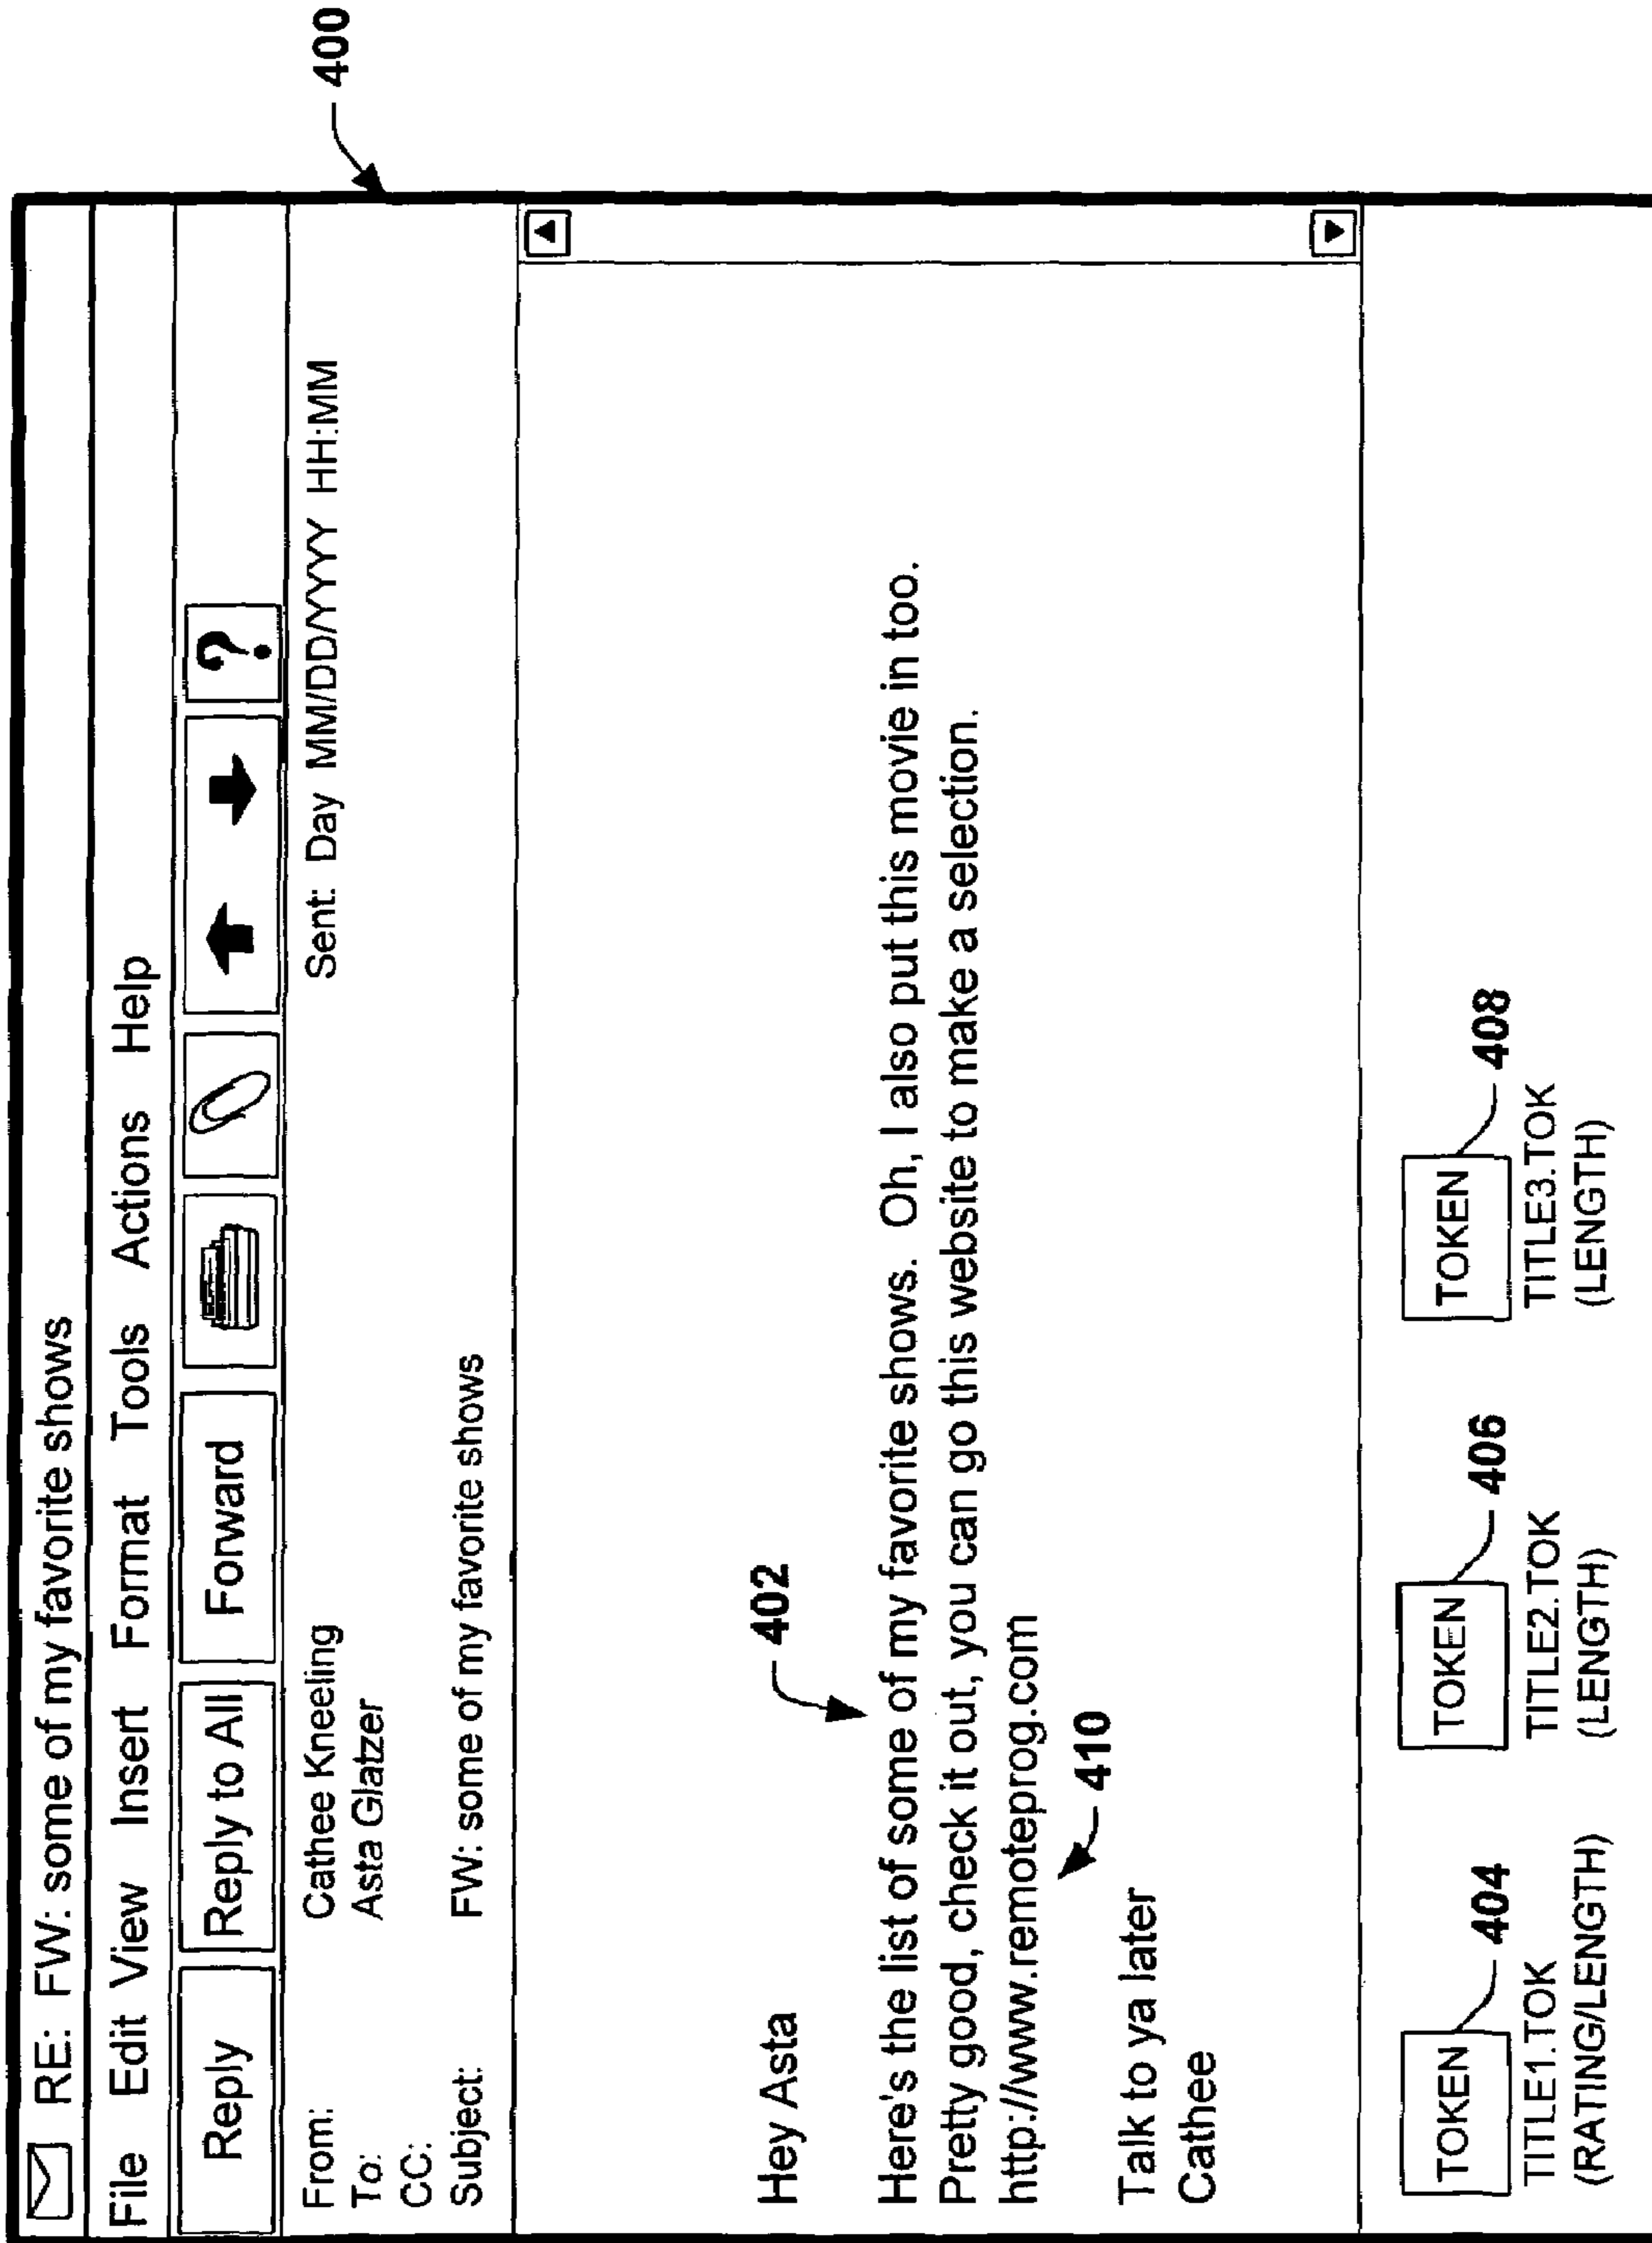 RE: FW: some of my favorite shows
File Edit View Insert Format Tools Actions Help
Reply Reply to All Forward ?
From: Cathee Kneeling Sent: Day MM/DD/YYYY HH:MM
To: Asta Glatzer
CC:
Subject: FW: some of my favorite shows
400
Hey Asta
402
Here's the list of some of my favorite shows. Oh, I also put this movie in too.
Pretty good, check it out, you can go this website to make a selection.
http://www.remoteprog.com
410
Talk to ya later
Cathee
TOKEN 404 TOKEN 406 TOKEN 408
TITLE1.TOK TITLE2.TOK TITLE3.TOK
(RATING/LENGTH) (LENGTH) (LENGTH)